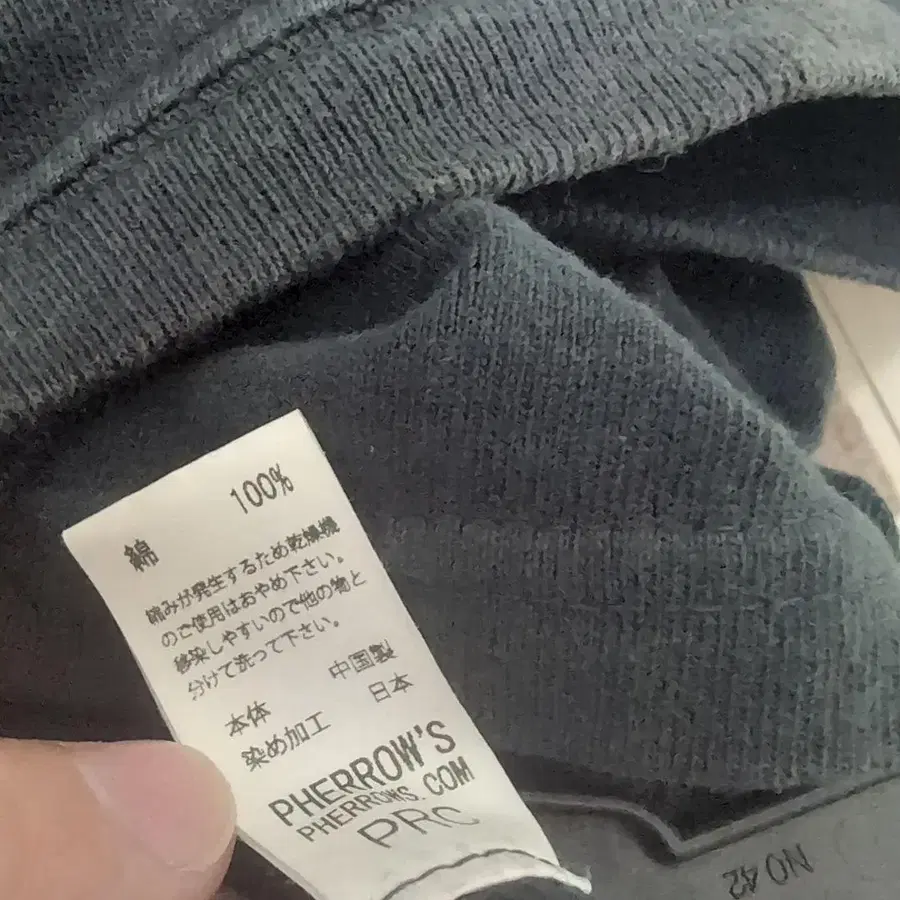 綿 100%
縮みが発生するため乾燥機
のご使用はおやめ下さい。
移染しやすいので他の物と
分けて洗って下さい。
本体 中国製
染め加工 日本
PHERROW'S
PHERROWS.COM
PRC
NO 42